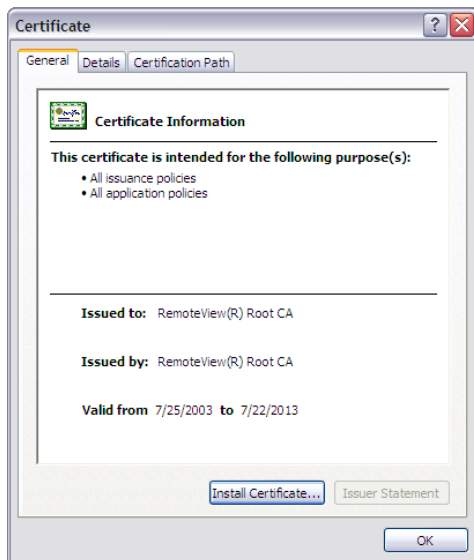 Certificate
General Details Certification Path
Certificate Information
This certificate is intended for the following purpose(s):
• All issuance policies
• All application policies
Issued to: RemoteView(R) Root CA
Issued by: RemoteView(R) Root CA
Valid from 7/25/2003 to 7/22/2013
Install Certificate... Issuer Statement
OK